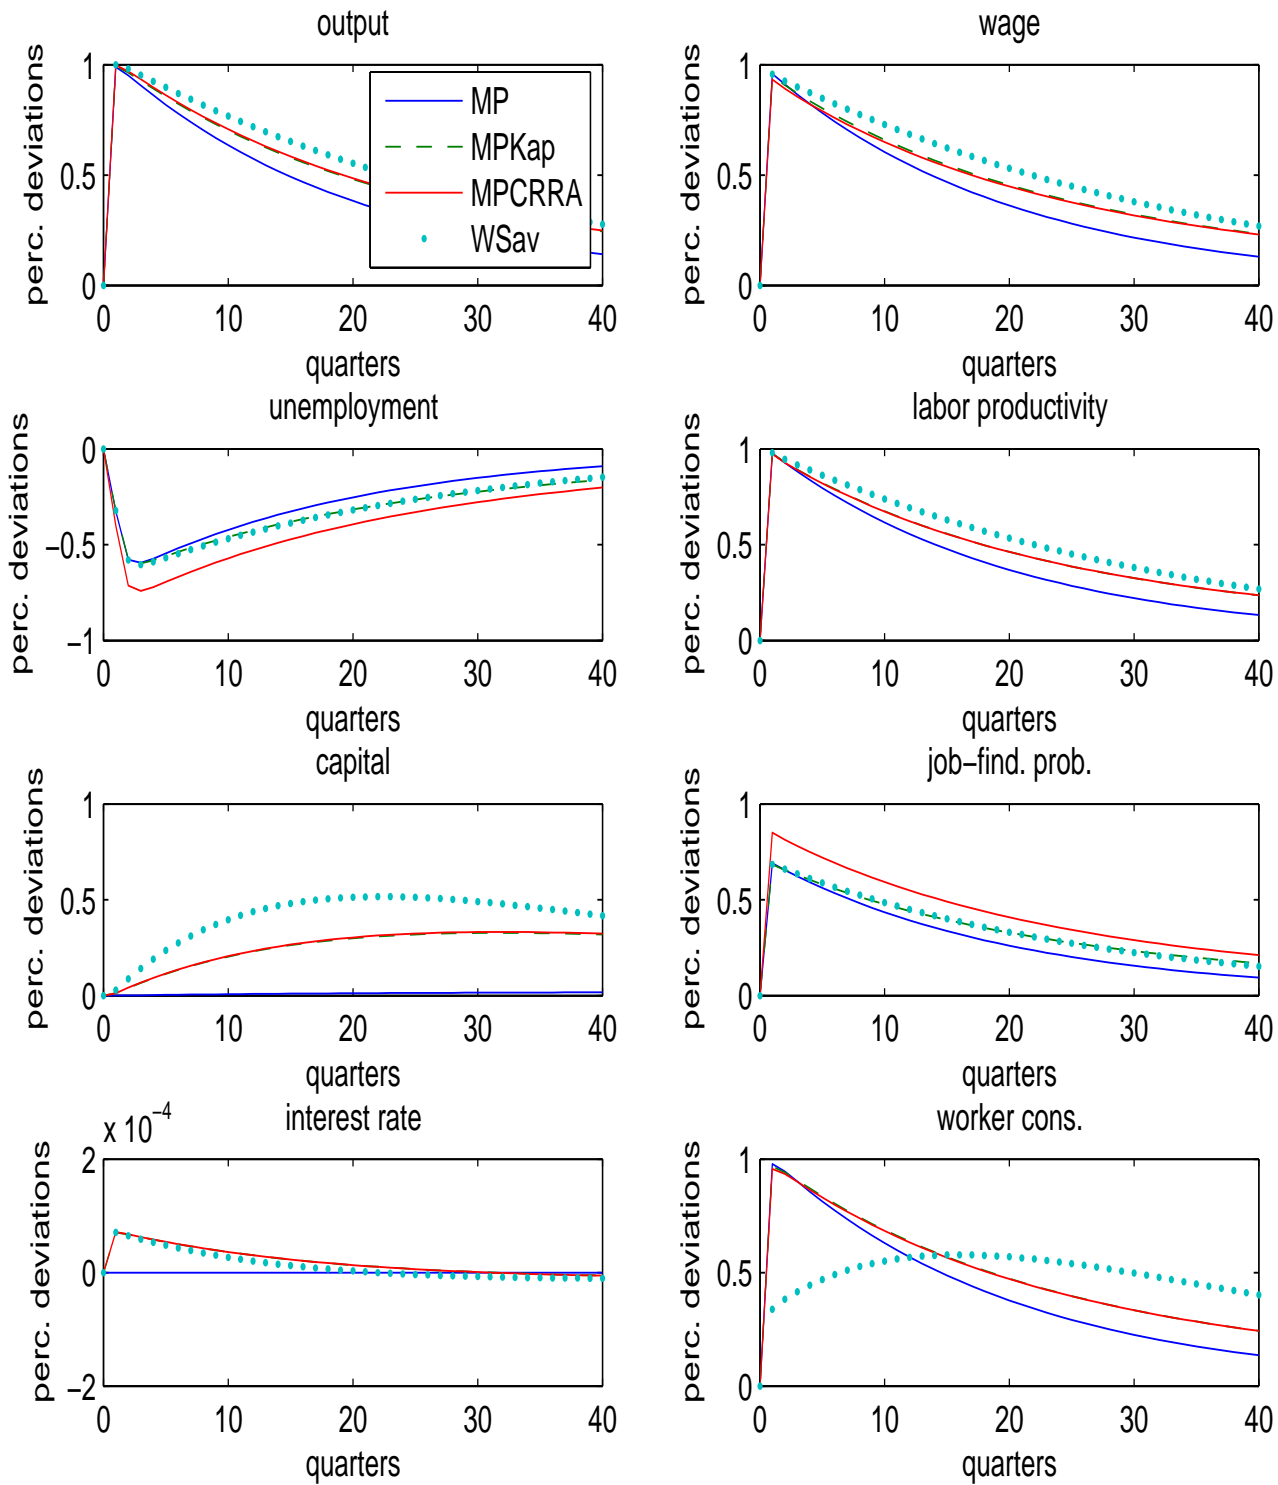 output
perc. deviations
1
0.5
0
0 10 20 30 40
quarters
MP
MPKap
MPCRRA
WSav
wage
perc. deviations
1
0.5
0
0 10 20 30 40
quarters
unemployment
perc. deviations
0
−0.5
−1
0 10 20 30 40
quarters
labor productivity
perc. deviations
1
0.5
0
0 10 20 30 40
quarters
capital
perc. deviations
1
0.5
0
0 10 20 30 40
quarters
job−find. prob.
perc. deviations
1
0.5
0
0 10 20 30 40
quarters
x 10⁻⁴
interest rate
perc. deviations
2
0
−2
0 10 20 30 40
quarters
worker cons.
perc. deviations
1
0.5
0
0 10 20 30 40
quarters